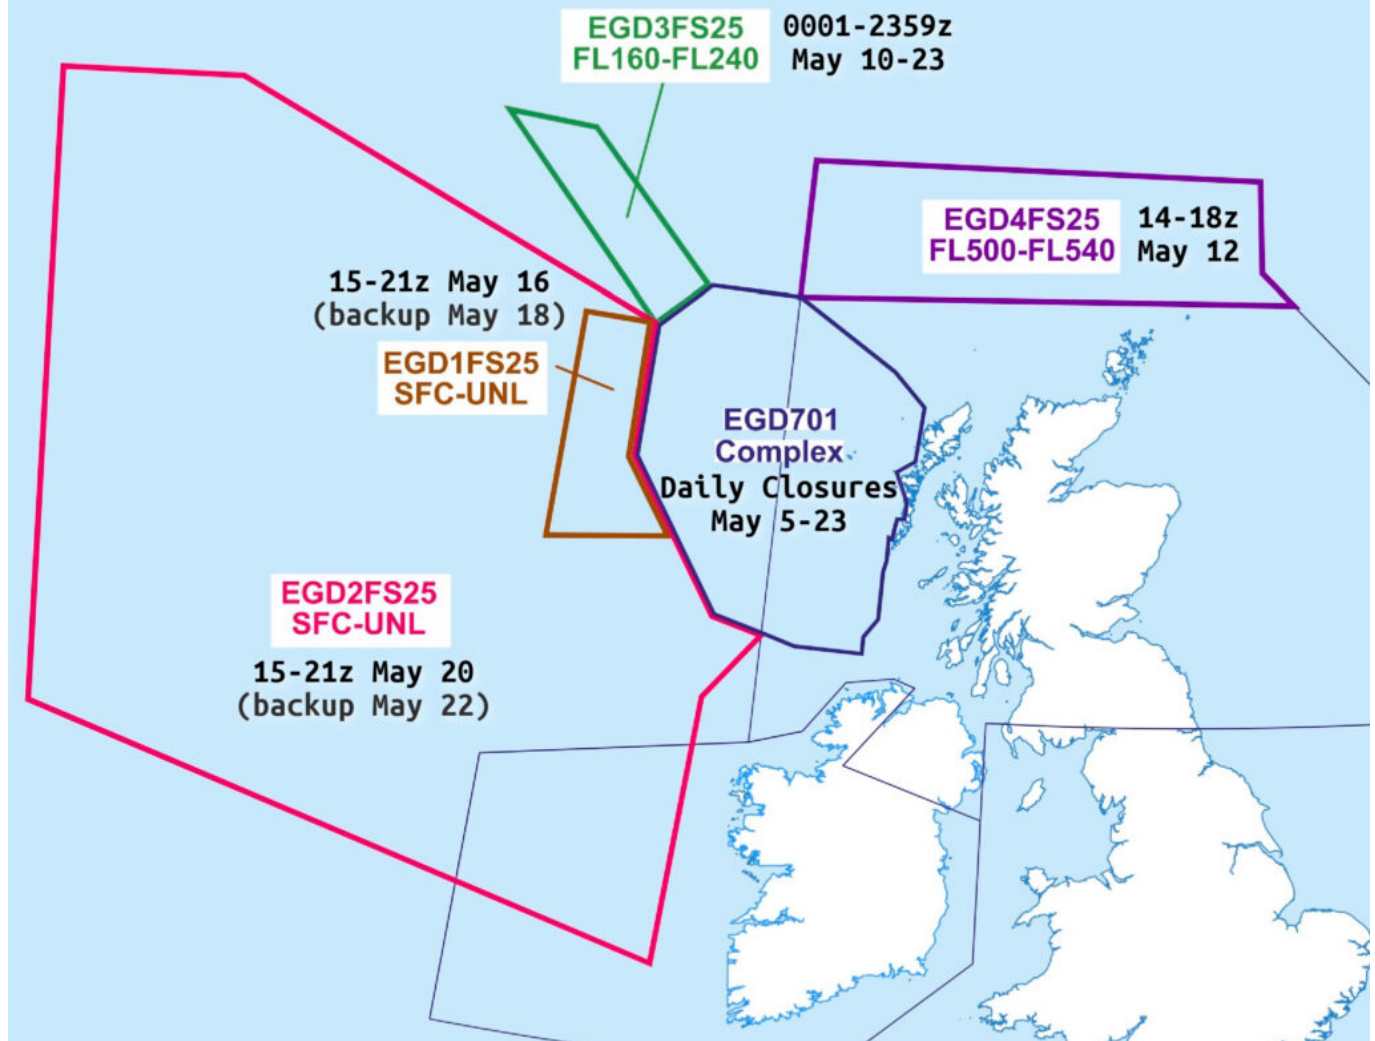 EGD3FS25
FL160-FL240
0001-2359z
May 10-23
EGD4FS25
FL500-FL540
14-18z
May 12
15-21z May 16
(backup May 18)
EGD1FS25
SFC-UNL
EGD701
Complex
Daily Closures
May 5-23
EGD2FS25
SFC-UNL
15-21z May 20
(backup May 22)